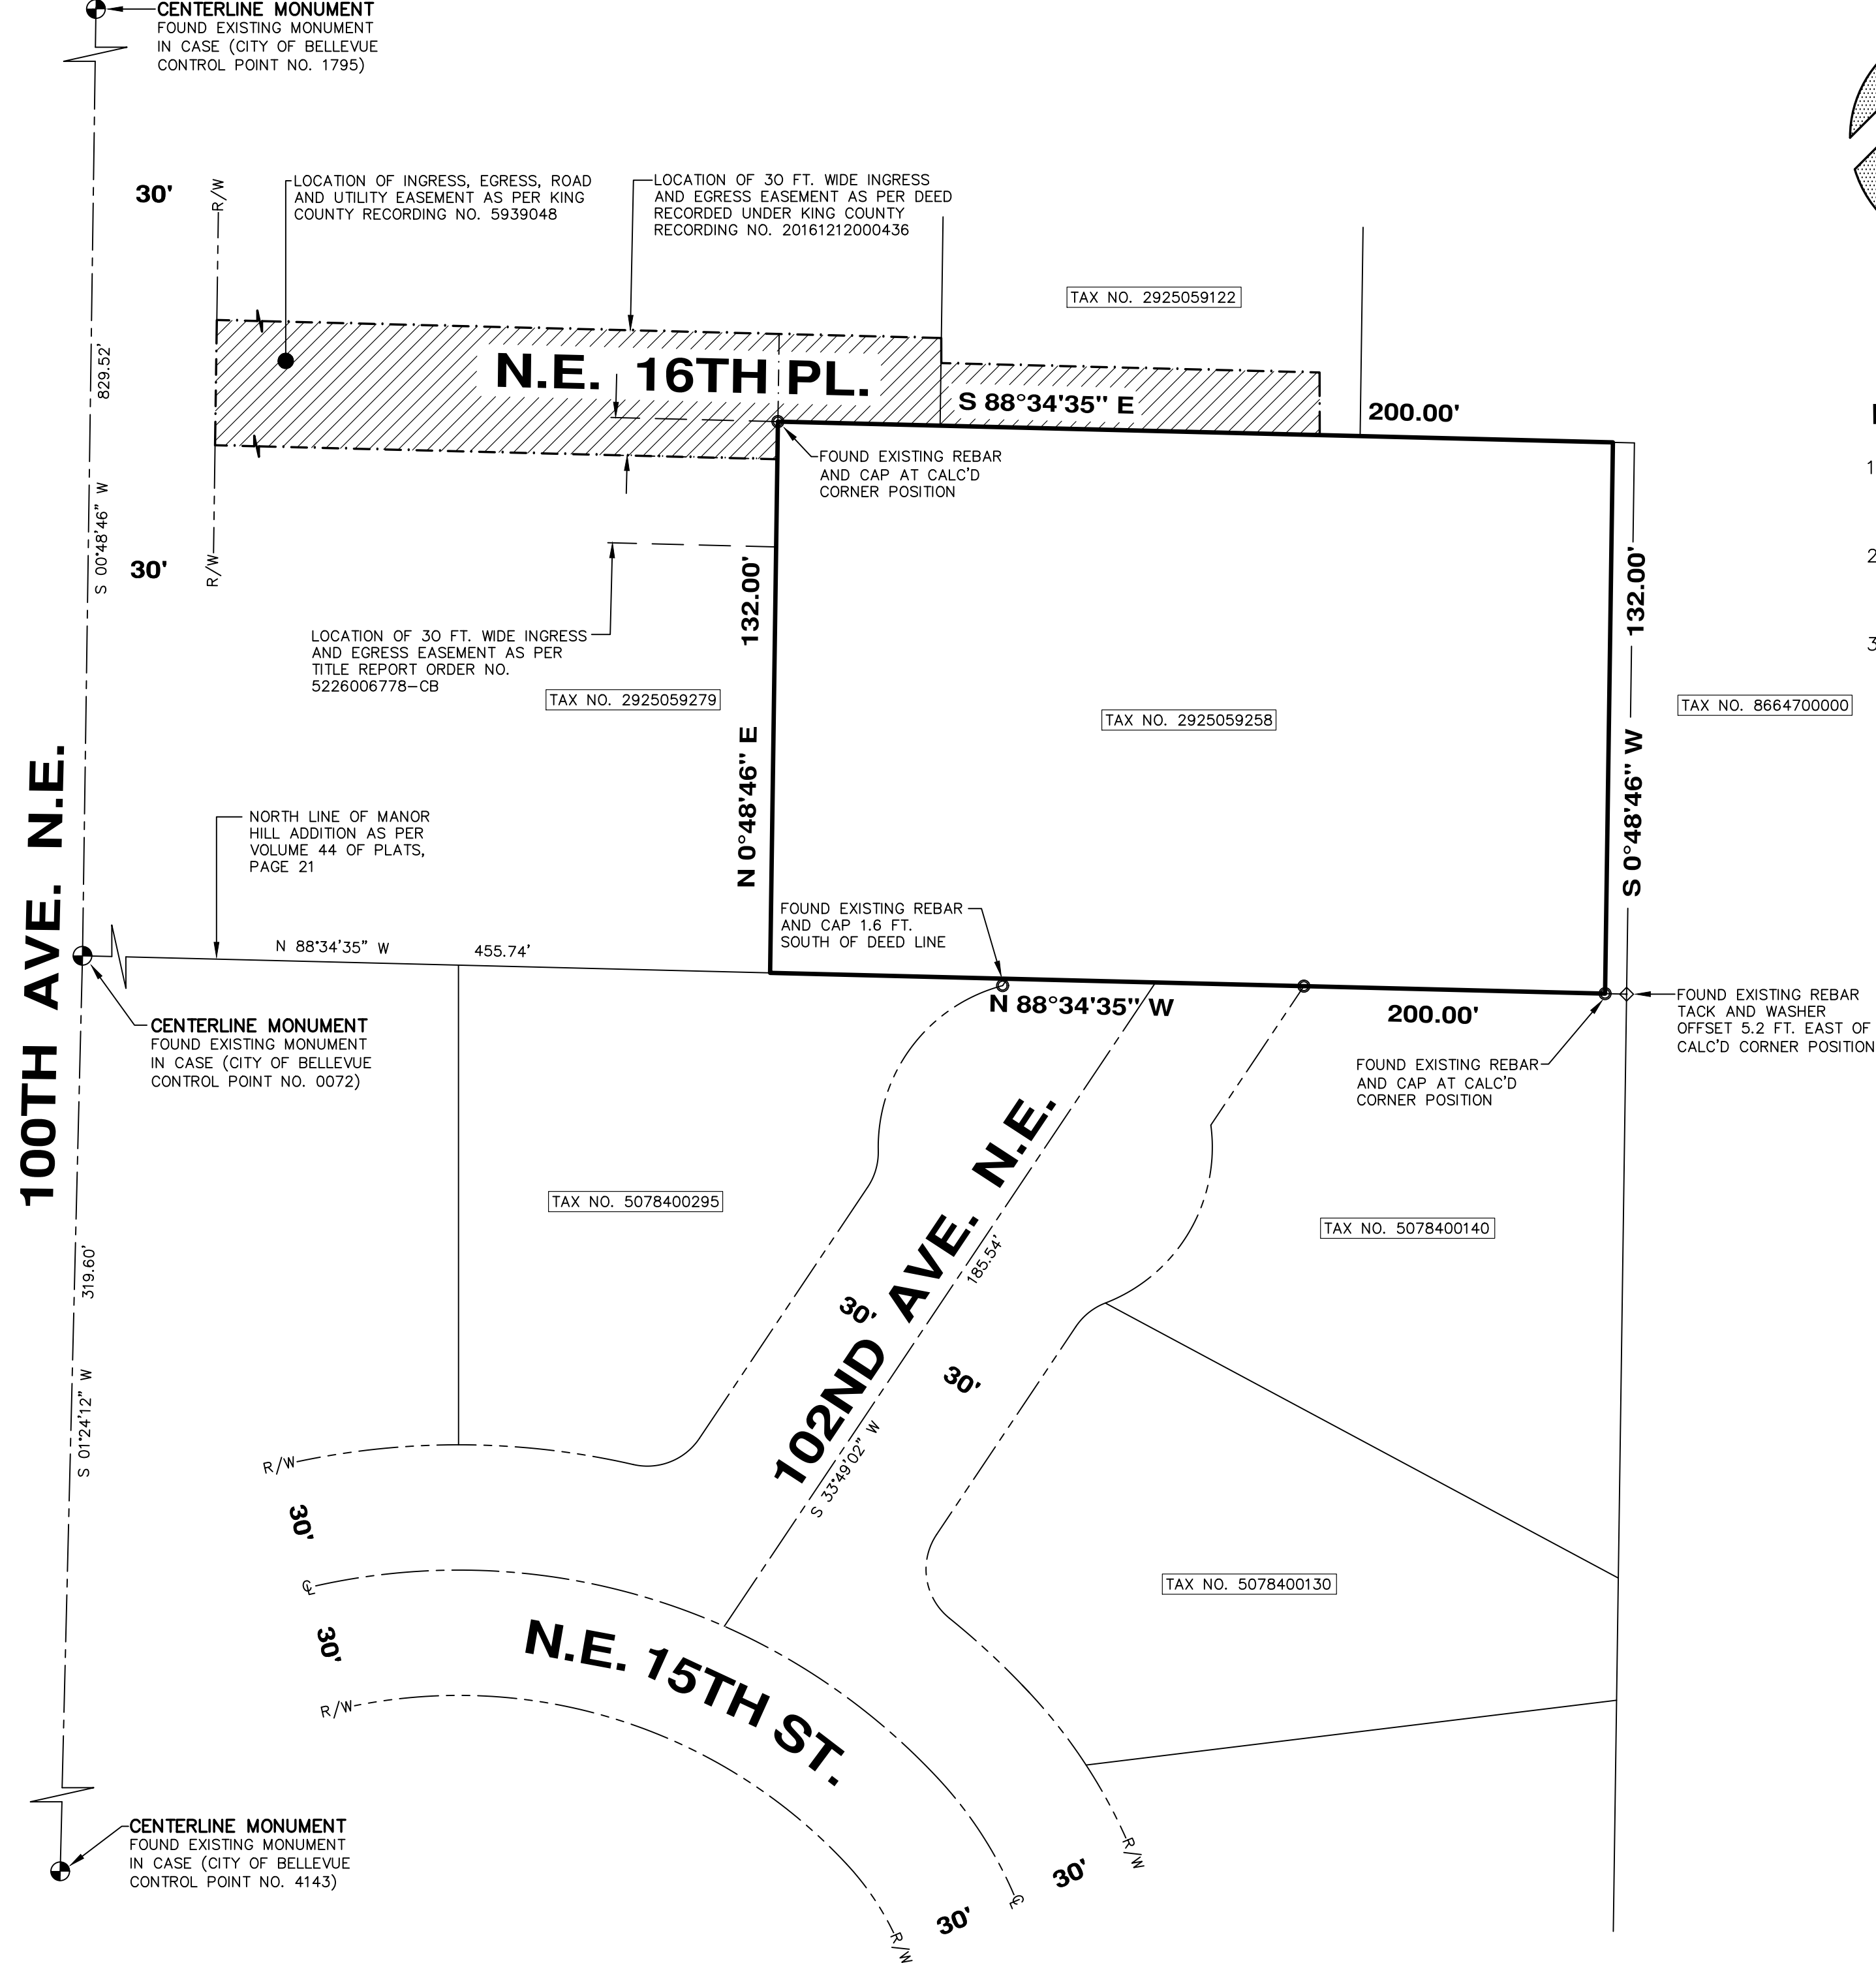 CENTERLINE MONUMENT
FOUND EXISTING MONUMENT
IN CASE (CITY OF BELLEVUE
CONTROL POINT NO. 1795)
30'
R/W
LOCATION OF INGRESS, EGRESS, ROAD
AND UTILITY EASEMENT AS PER KING
COUNTY RECORDING NO. 5939048
LOCATION OF 30 FT. WIDE INGRESS
AND EGRESS EASEMENT AS PER DEED
RECORDED UNDER KING COUNTY
RECORDING NO. 20161212000436
TAX NO. 2925059122
829.52'
S 00°48'46" W
N.E. 16TH PL.
S 88°34'35" E
200.00'
FOUND EXISTING REBAR
AND CAP AT CALC'D
CORNER POSITION
1
2
3
30'
R/W
132.00'
132.00'
LOCATION OF 30 FT. WIDE INGRESS
AND EGRESS EASEMENT AS PER
TITLE REPORT ORDER NO.
5226006778-CB
TAX NO. 2925059279
TAX NO. 2925059258
TAX NO. 8664700000
N 0°48'46" E
S 0°48'46" W
100TH AVE. N.E.
NORTH LINE OF MANOR
HILL ADDITION AS PER
VOLUME 44 OF PLATS,
PAGE 21
N 88°34'35" W
455.74'
FOUND EXISTING REBAR
AND CAP 1.6 FT.
SOUTH OF DEED LINE
N 88°34'35" W
200.00'
FOUND EXISTING REBAR
TACK AND WASHER
OFFSET 5.2 FT. EAST OF
CALC'D CORNER POSITION
FOUND EXISTING REBAR
AND CAP AT CALC'D
CORNER POSITION
CENTERLINE MONUMENT
FOUND EXISTING MONUMENT
IN CASE (CITY OF BELLEVUE
CONTROL POINT NO. 0072)
TAX NO. 5078400295
TAX NO. 5078400140
319.60'
S 01°24'12" W
102ND AVE. N.E.
185.54'
S 33°49'02" W
30'
30'
R/W
30'
℄
30'
R/W
TAX NO. 5078400130
N.E. 15TH ST.
CENTERLINE MONUMENT
FOUND EXISTING MONUMENT
IN CASE (CITY OF BELLEVUE
CONTROL POINT NO. 4143)
R/W
30'
℄
30'
R/W